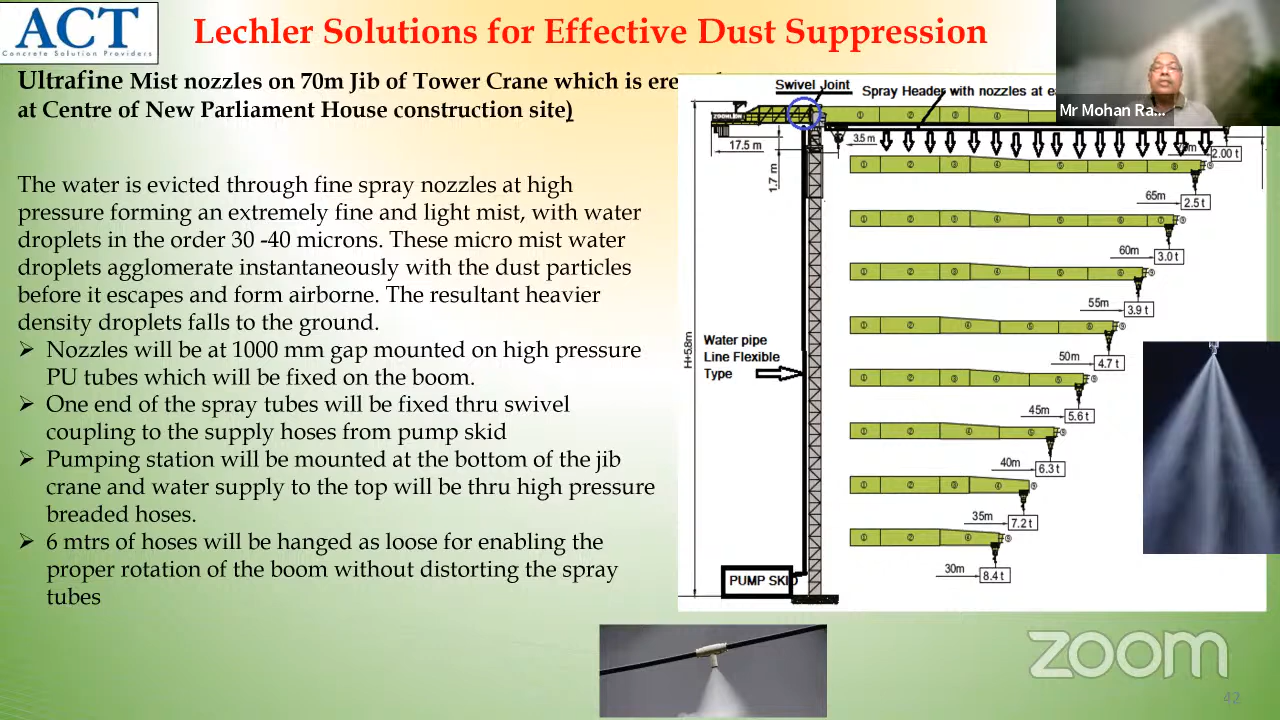 ACT
Concrete Solution Providers
Lechler Solutions for Effective Dust Suppression
Ultrafine Mist nozzles on 70m Jib of Tower Crane which is
at Centre of New Parliament House construction site)
The water is evicted through fine spray nozzles at high
pressure forming an extremely fine and light mist, with water
droplets in the order 30 -40 microns. These micro mist water
droplets agglomerate instantaneously with the dust particles
before it escapes and form airborne. The resultant heavier
density droplets falls to the ground.
➢ Nozzles will be at 1000 mm gap mounted on high pressure
PU tubes which will be fixed on the boom.
➢ One end of the spray tubes will be fixed thru swivel
coupling to the supply hoses from pump skid
➢ Pumping station will be mounted at the bottom of the jib
crane and water supply to the top will be thru high pressure
breaded hoses.
➢ 6 mtrs of hoses will be hanged as loose for enabling the
proper rotation of the boom without distorting the spray
tubes
Swivel Joint
Spray Header with nozzles at
Mr Mohan Ra...
ZOOMLION
17.5 m
3.5 m
1.7 m
2.00 t
65m
2.5 t
60m
3.0 t
55m
3.9 t
50m
4.7 t
45m
5.6 t
40m
6.3 t
35m
7.2 t
30m
8.4 t
H+5.8m
Water pipe
Line Flexible
Type
PUMP SKID
zoom
42